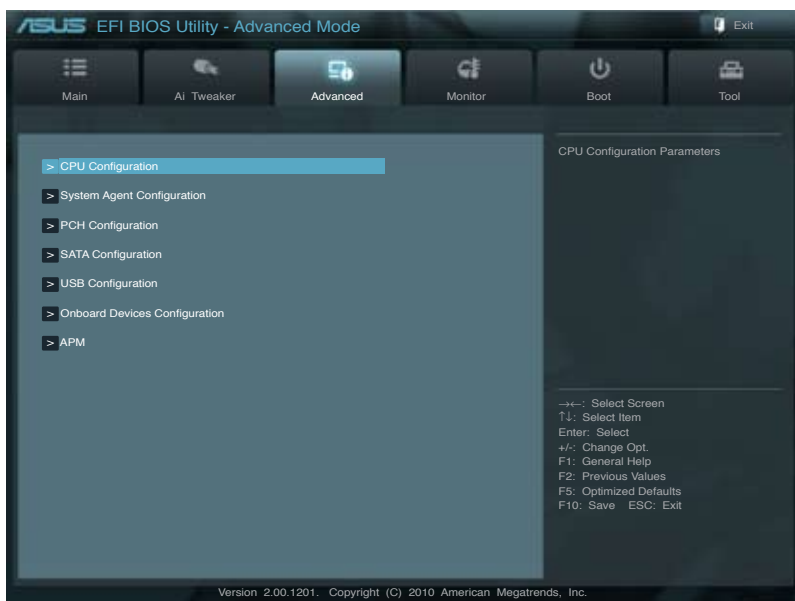 ASUS EFI BIOS Utility - Advanced Mode
Exit
Main
Ai Tweaker
Advanced
Monitor
Boot
Tool
> CPU Configuration
> System Agent Configuration
> PCH Configuration
> SATA Configuration
> USB Configuration
> Onboard Devices Configuration
> APM
CPU Configuration Parameters
→←: Select Screen
↑↓: Select Item
Enter: Select
+/-: Change Opt.
F1: General Help
F2: Previous Values
F5: Optimized Defaults
F10: Save ESC: Exit
Version 2.00.1201. Copyright (C) 2010 American Megatrends, Inc.